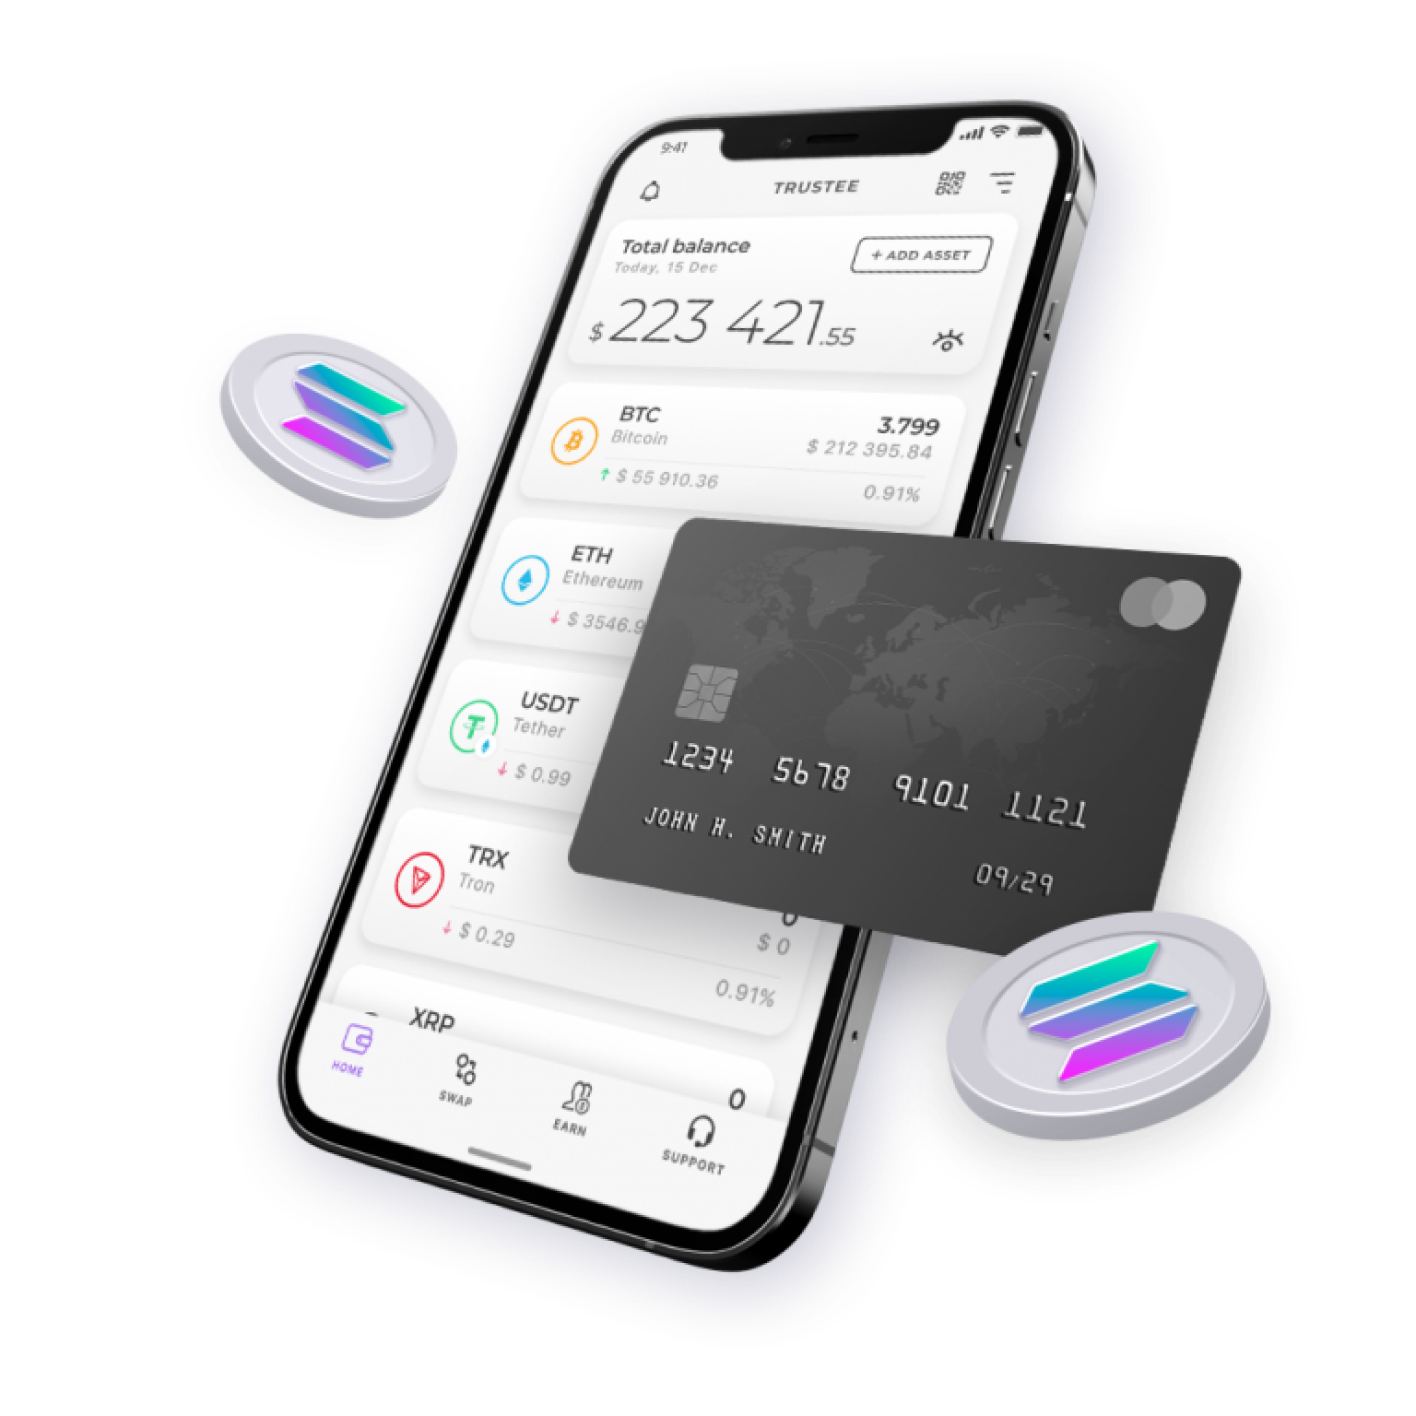 9:41
TRUSTEE
Total balance
+ ADD ASSET
Today, 15 Dec
$ 223 421.55
BTC
3.799
Bitcoin
$ 212 395.84
↑ $ 55 910.36
0.91%
ETH
Ethereum
↓ $ 3546.9
USDT
Tether
↓ $ 0.99
1234 5678 9101 1121
JOHN H. SMITH
09/29
TRX
0
Tron
$ 0
↓ $ 0.29
0.91%
XRP
0
HOME
SWAP
EARN
SUPPORT